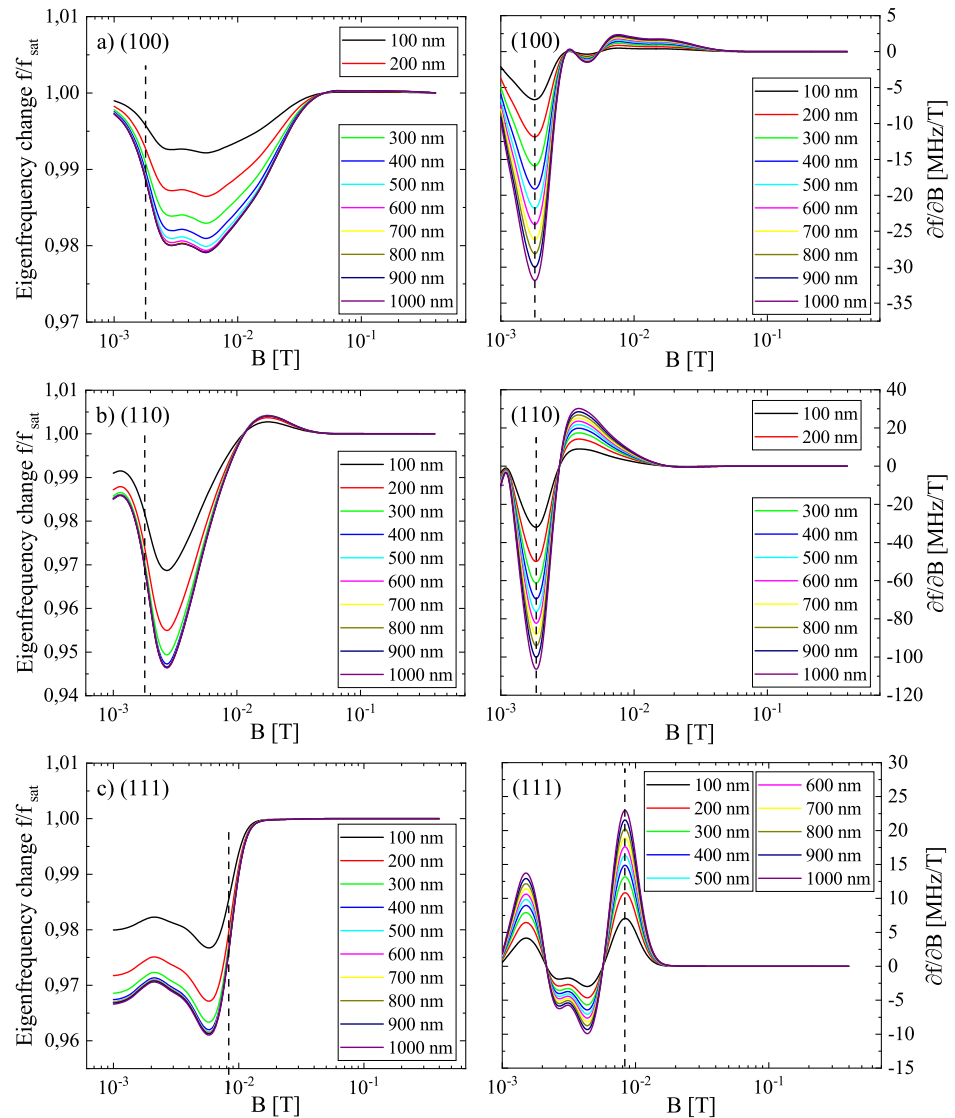 a) (100)
Eigenfrequency change f/f_sat
1,01
1,00
0,99
0,98
0,97
100 nm
200 nm
300 nm
400 nm
500 nm
600 nm
700 nm
800 nm
900 nm
1000 nm
10⁻³ 10⁻² 10⁻¹
B [T]
(100)
5
0
-5
-10
-15
-20
-25
-30
-35
∂f/∂B [MHz/T]
100 nm
200 nm
300 nm
400 nm
500 nm
600 nm
700 nm
800 nm
900 nm
1000 nm
10⁻³ 10⁻² 10⁻¹
B [T]
b) (110)
Eigenfrequency change f/f_sat
1,01
1,00
0,99
0,98
0,97
0,96
0,95
0,94
100 nm
200 nm
300 nm
400 nm
500 nm
600 nm
700 nm
800 nm
900 nm
1000 nm
10⁻³ 10⁻² 10⁻¹
B [T]
(110)
40
20
0
-20
-40
-60
-80
-100
-120
∂f/∂B [MHz/T]
100 nm
200 nm
300 nm
400 nm
500 nm
600 nm
700 nm
800 nm
900 nm
1000 nm
10⁻³ 10⁻² 10⁻¹
B [T]
c) (111)
Eigenfrequency change f/f_sat
1,01
1,00
0,99
0,98
0,97
0,96
100 nm
200 nm
300 nm
400 nm
500 nm
600 nm
700 nm
800 nm
900 nm
1000 nm
10⁻³ 10⁻² 10⁻¹
B [T]
(111)
30
25
20
15
10
5
0
-5
-10
-15
∂f/∂B [MHz/T]
100 nm 600 nm
200 nm 700 nm
300 nm 800 nm
400 nm 900 nm
500 nm 1000 nm
10⁻³ 10⁻² 10⁻¹
B [T]